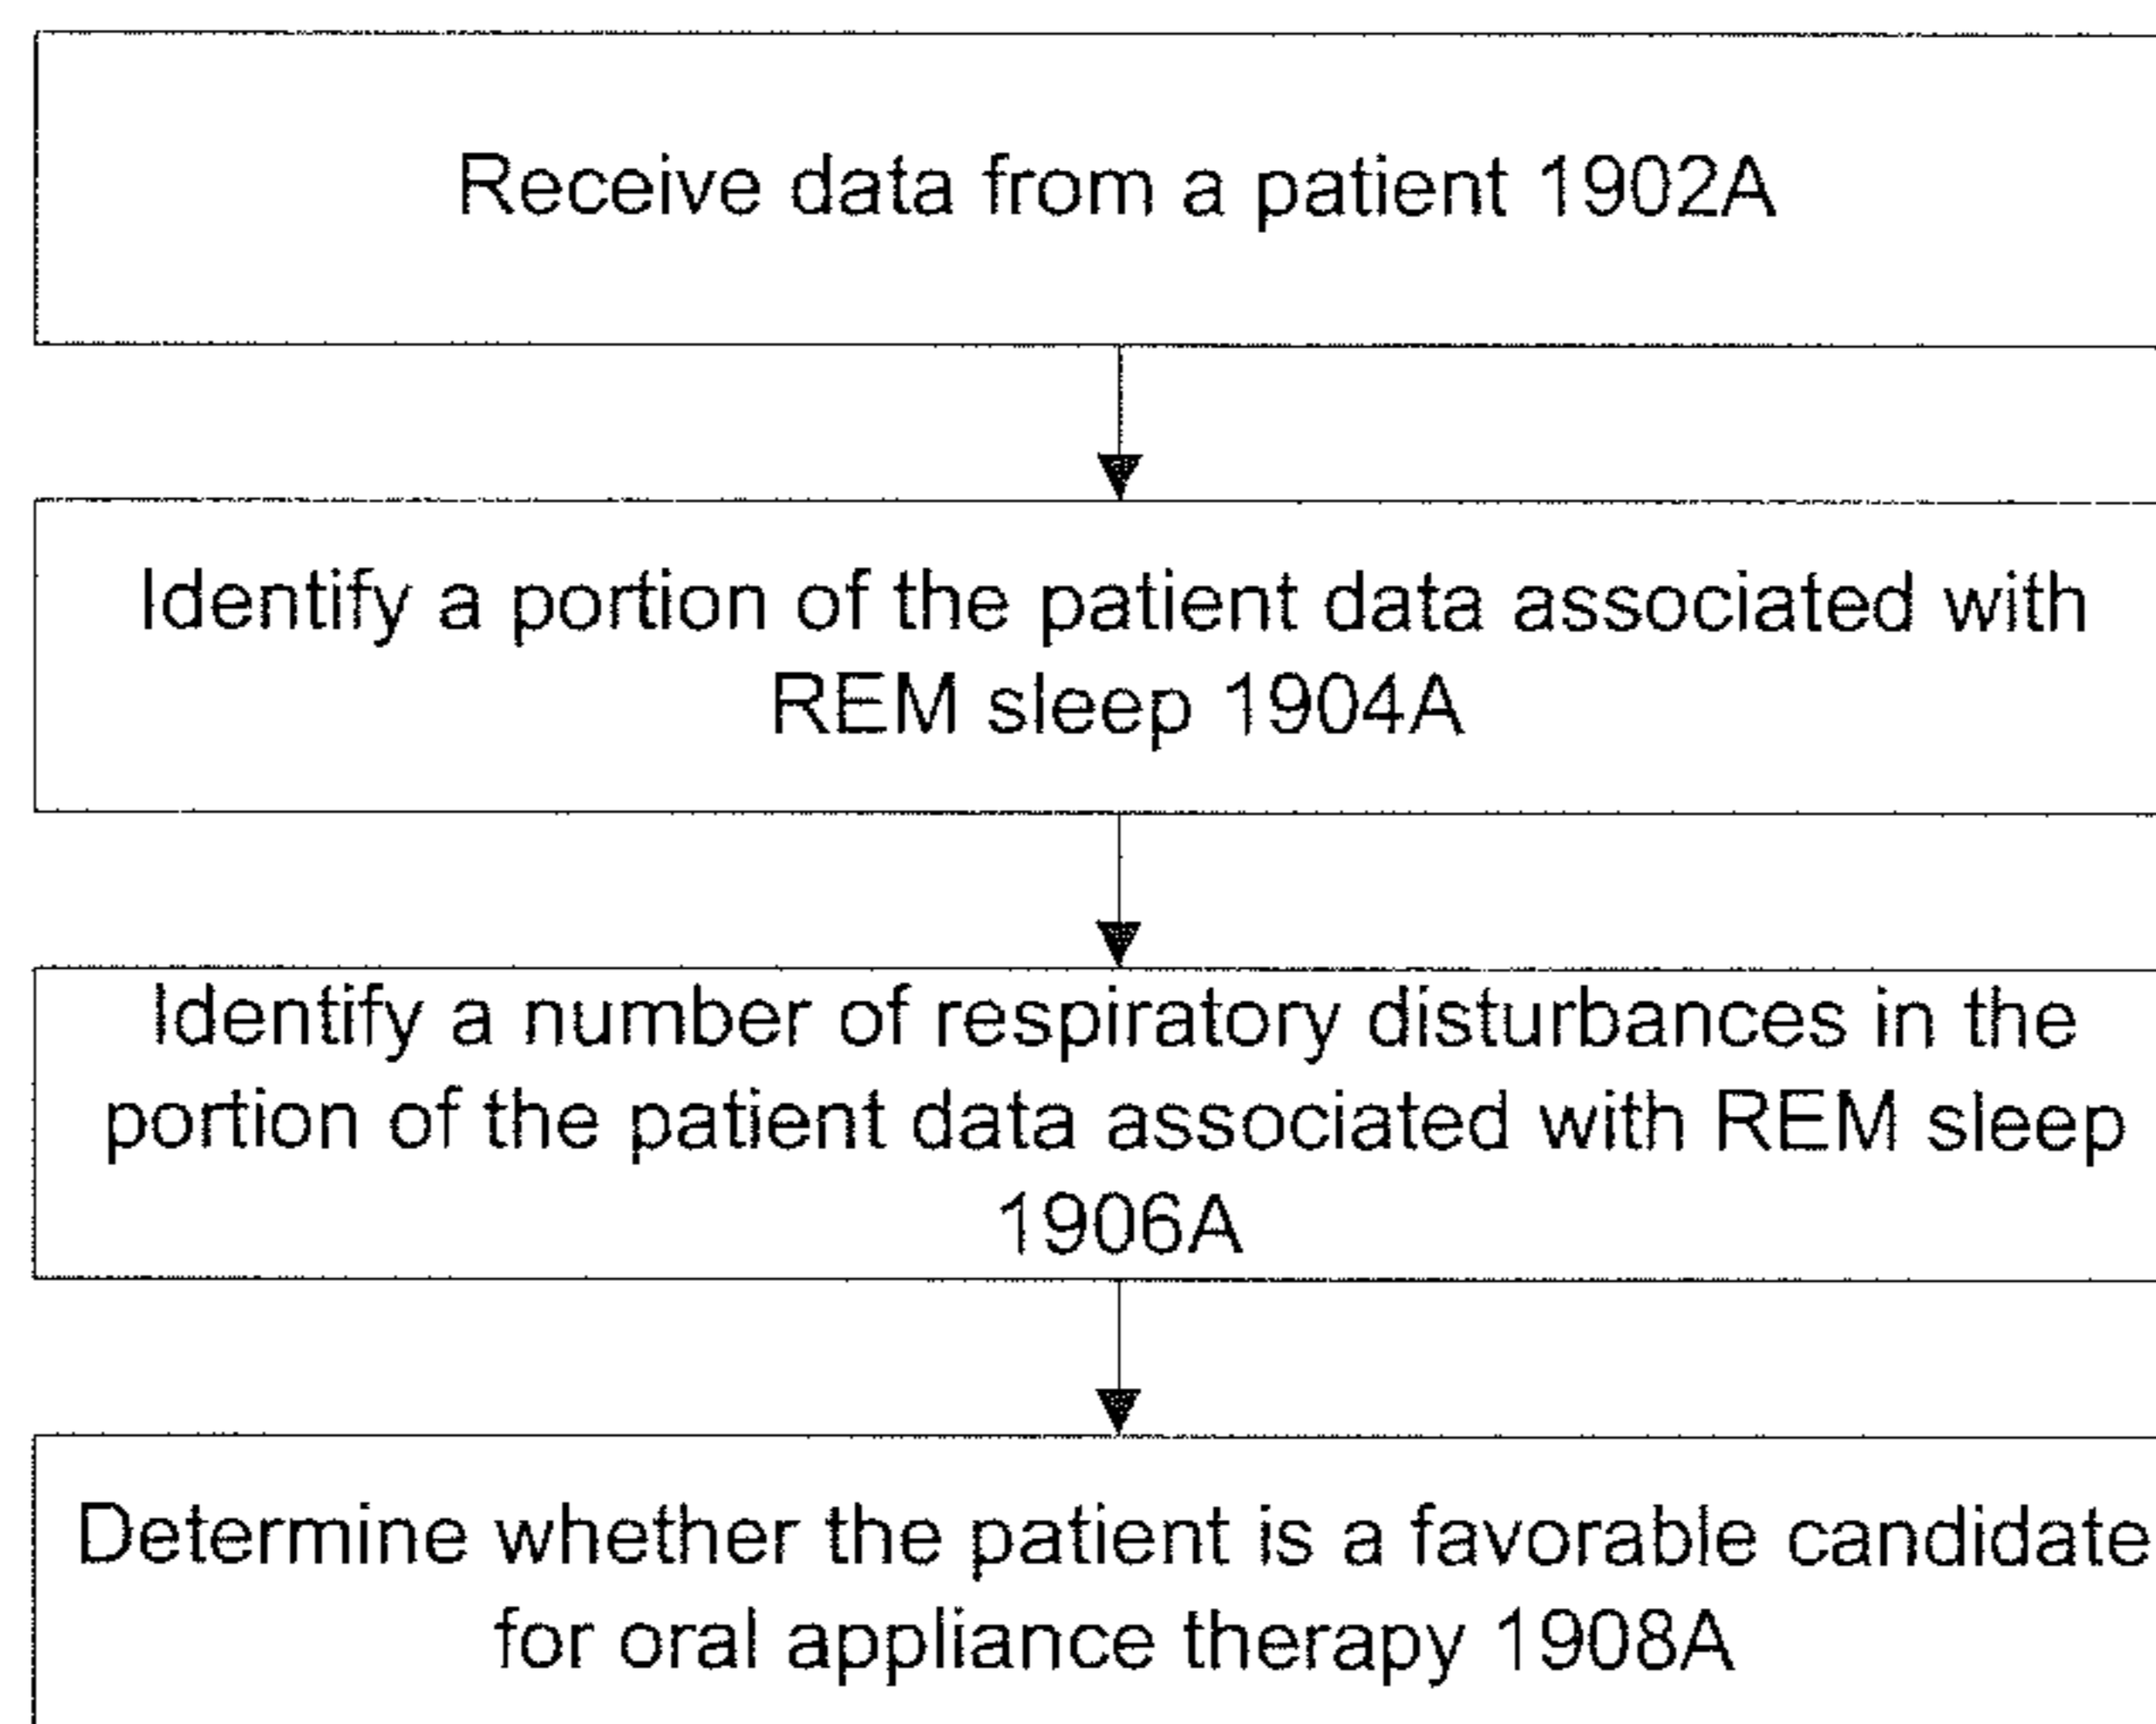 Receive data from a patient 1902A
Identify a portion of the patient data associated with
REM sleep 1904A
Identify a number of respiratory disturbances in the
portion of the patient data associated with REM sleep
1906A
Determine whether the patient is a favorable candidate
for oral appliance therapy 1908A